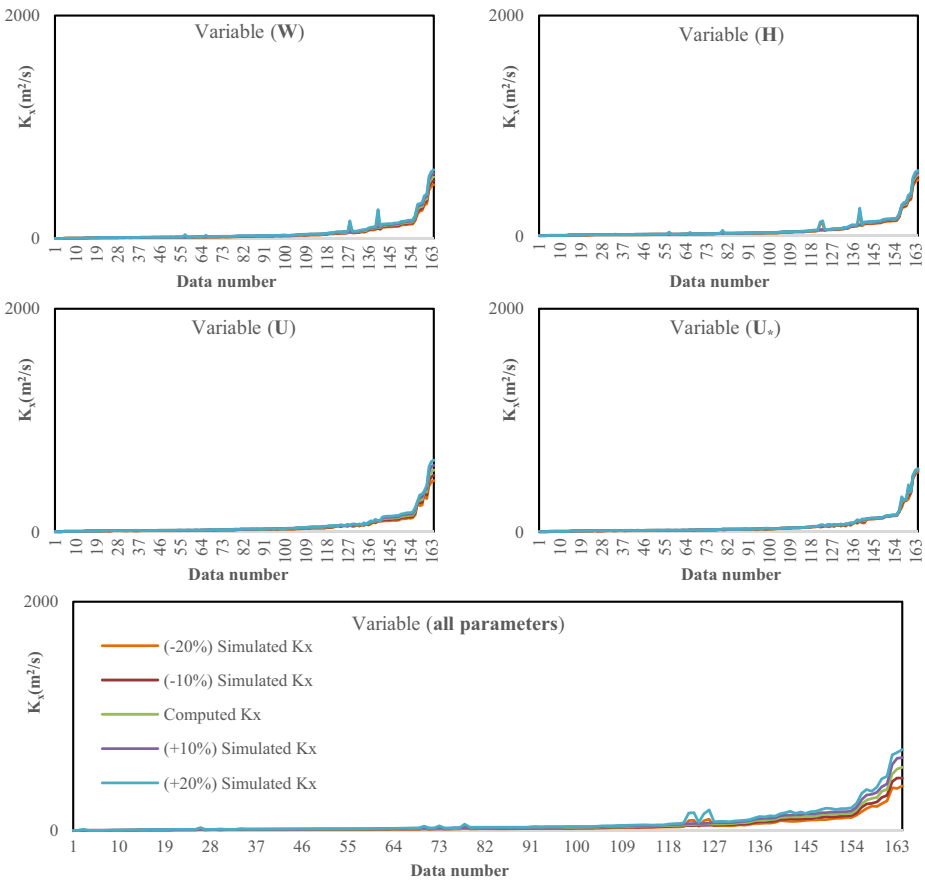 2000
Variable (W)
Kx(m²/s)
0
1 10 19 28 37 46 55 64 73 82 91 100 109 118 127 136 145 154 163
Data number
2000
Variable (H)
Kx(m²/s)
0
1 10 19 28 37 46 55 64 73 82 91 100 109 118 127 136 145 154 163
Data number
2000
Variable (U)
Kx(m²/s)
0
1 10 19 28 37 46 55 64 73 82 91 100 109 118 127 136 145 154 163
Data number
2000
Variable (U*)
Kx(m²/s)
0
1 10 19 28 37 46 55 64 73 82 91 100 109 118 127 136 145 154 163
Data number
2000
Variable (all parameters)
Kx(m²/s)
(-20%) Simulated Kx
(-10%) Simulated Kx
Computed Kx
(+10%) Simulated Kx
(+20%) Simulated Kx
0
1 10 19 28 37 46 55 64 73 82 91 100 109 118 127 136 145 154 163
Data number